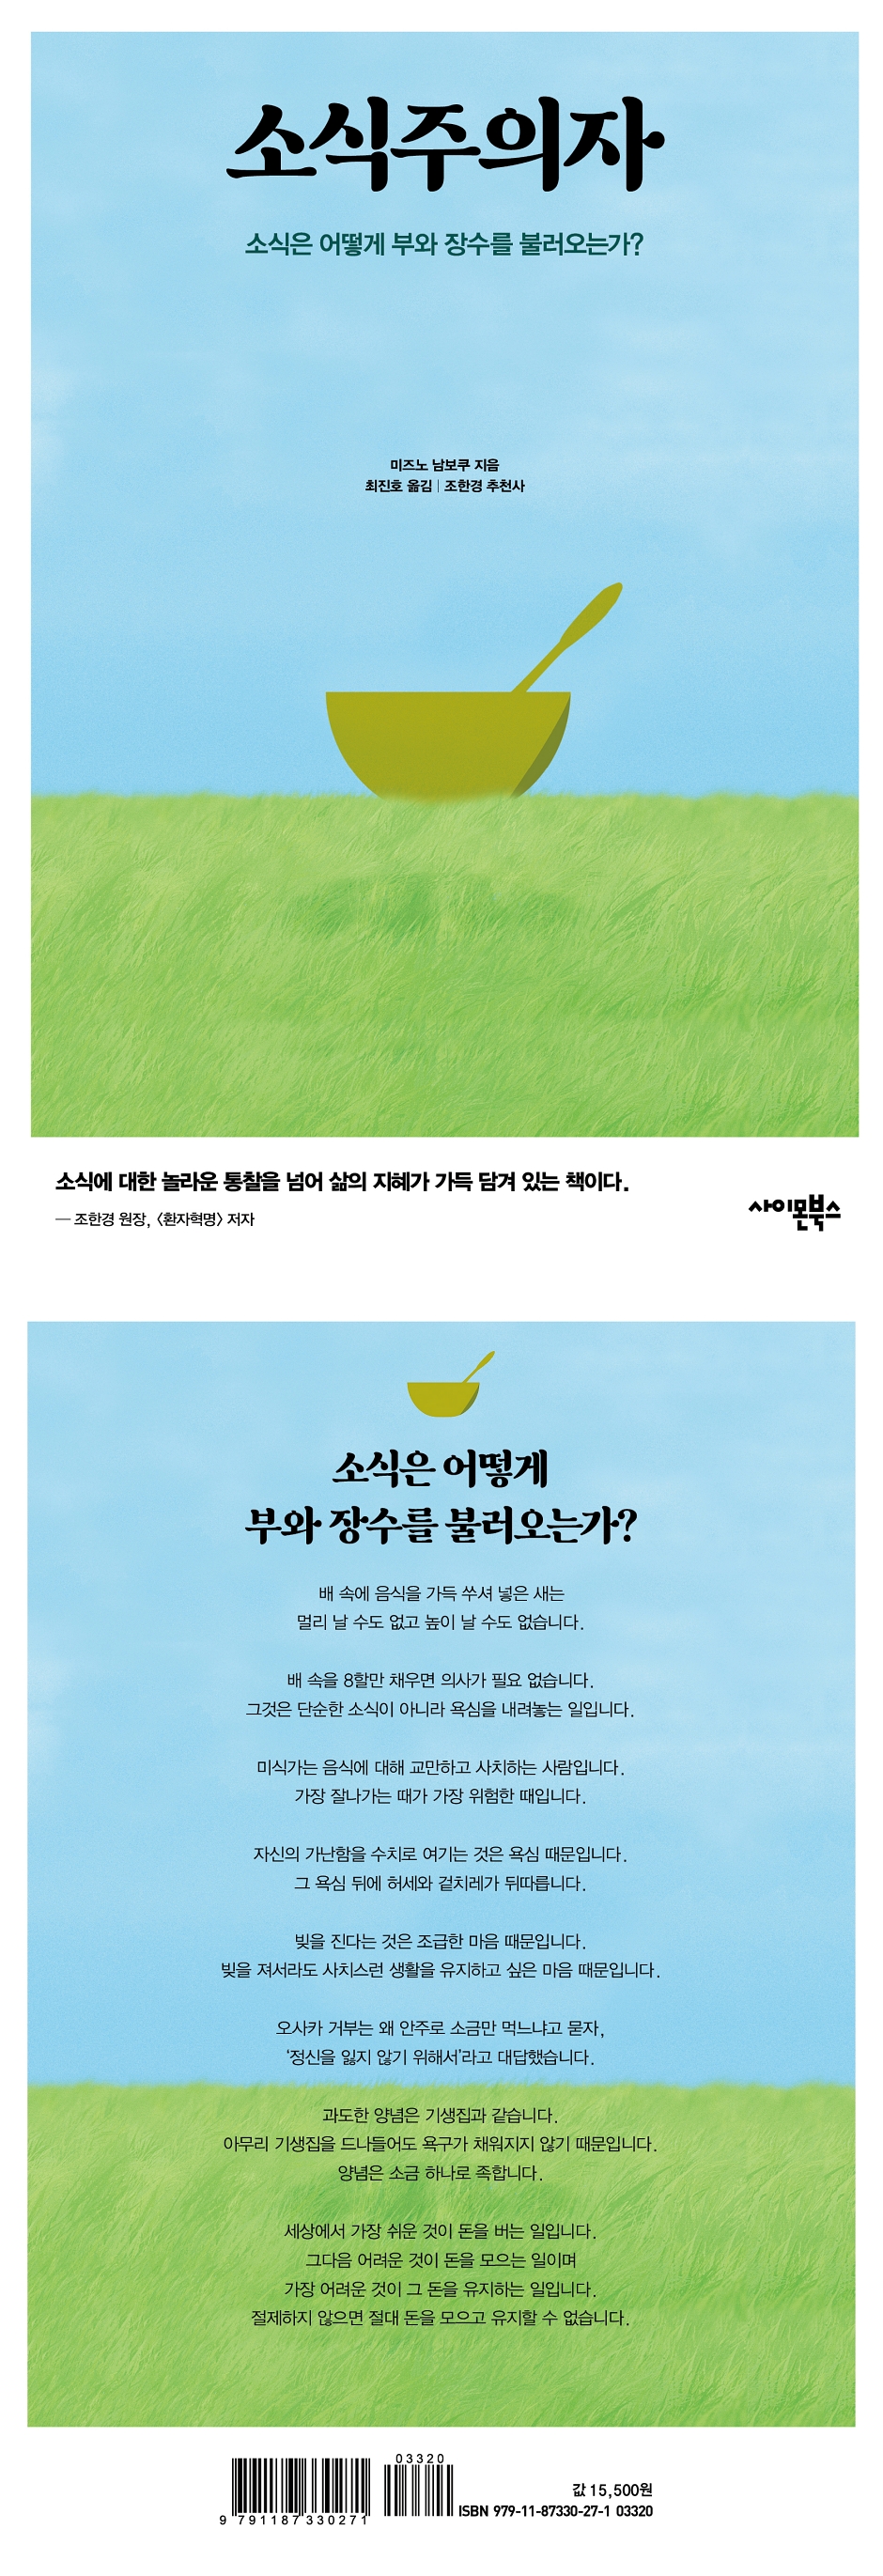 소식주의자
소식은 어떻게 부와 장수를 불러오는가?
미즈노 남보쿠 지음
최진호 옮김 | 조한경 추천사
소식에 대한 놀라운 통찰을 넘어 삶의 지혜가 가득 담겨 있는 책이다.
— 조한경 원장, 〈환자혁명〉 저자
사이몬북스
소식은 어떻게
부와 장수를 불러오는가?
배 속에 음식을 가득 쑤셔 넣은 새는
멀리 날 수도 없고 높이 날 수도 없습니다.
배 속을 8할만 채우면 의사가 필요 없습니다.
그것은 단순한 소식이 아니라 욕심을 내려놓는 일입니다.
미식가는 음식에 대해 교만하고 사치하는 사람입니다.
가장 잘나가는 때가 가장 위험한 때입니다.
자신의 가난함을 수치로 여기는 것은 욕심 때문입니다.
그 욕심 뒤에 허세와 겉치레가 뒤따릅니다.
빚을 진다는 것은 조급한 마음 때문입니다.
빚을 져서라도 사치스런 생활을 유지하고 싶은 마음 때문입니다.
오사카 거부는 왜 안주로 소금만 먹느냐고 묻자,
‘정신을 잃지 않기 위해서’라고 대답했습니다.
과도한 양념은 기생집과 같습니다.
아무리 기생집을 드나들어도 욕구가 채워지지 않기 때문입니다.
양념은 소금 하나로 족합니다.
세상에서 가장 쉬운 것이 돈을 버는 일입니다.
그다음 어려운 것이 돈을 모으는 일이며
가장 어려운 것이 그 돈을 유지하는 일입니다.
절제하지 않으면 절대 돈을 모으고 유지할 수 없습니다.
03320
9 791187 330271
값 15,500원
ISBN 979-11-87330-27-1 03320